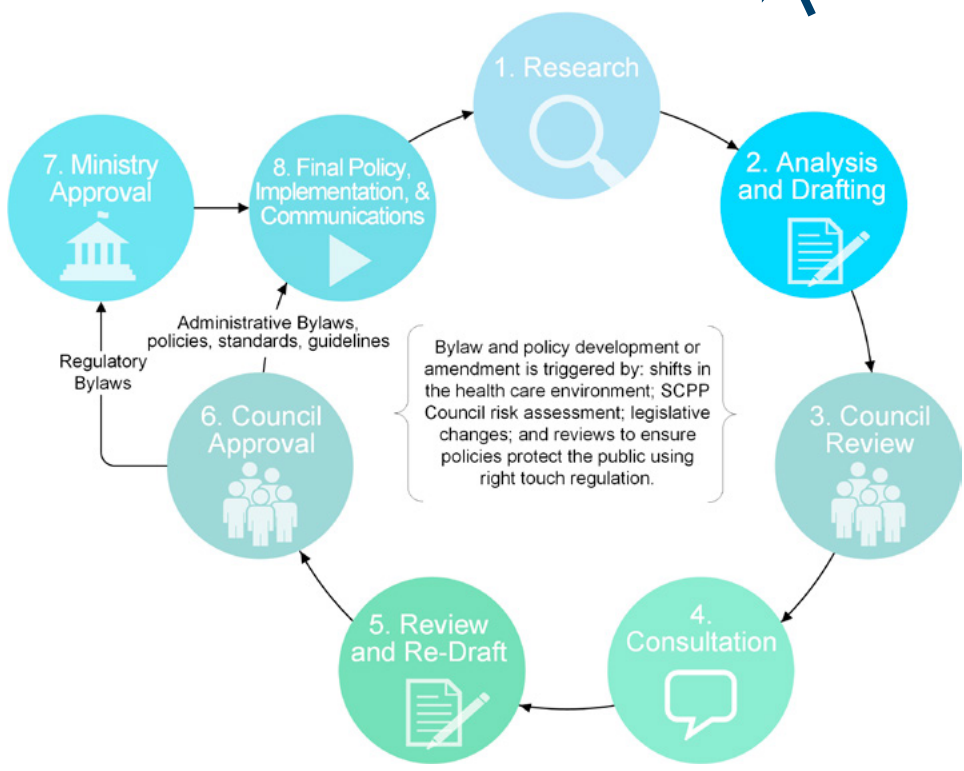 1. Research
2. Analysis
and Drafting
3. Council
Review
4.
Consultation
5. Review
and Re-Draft
6. Council
Approval
Regulatory
Bylaws
Administrative Bylaws,
policies, standards, guidelines
7. Ministry
Approval
8. Final Policy,
Implementation, &
Communications
Bylaw and policy development or
amendment is triggered by: shifts in
the health care environment; SCPP
Council risk assessment; legislative
changes; and reviews to ensure
policies protect the public using
right touch regulation.